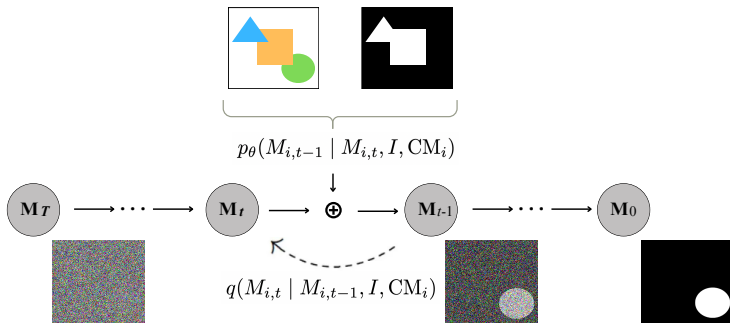 p_θ(M_{i,t−1} | M_{i,t}, I, CM_i)
M_T ··· M_t ⊕ M_{t-1} ··· M_0
q(M_{i,t} | M_{i,t−1}, I, CM_i)